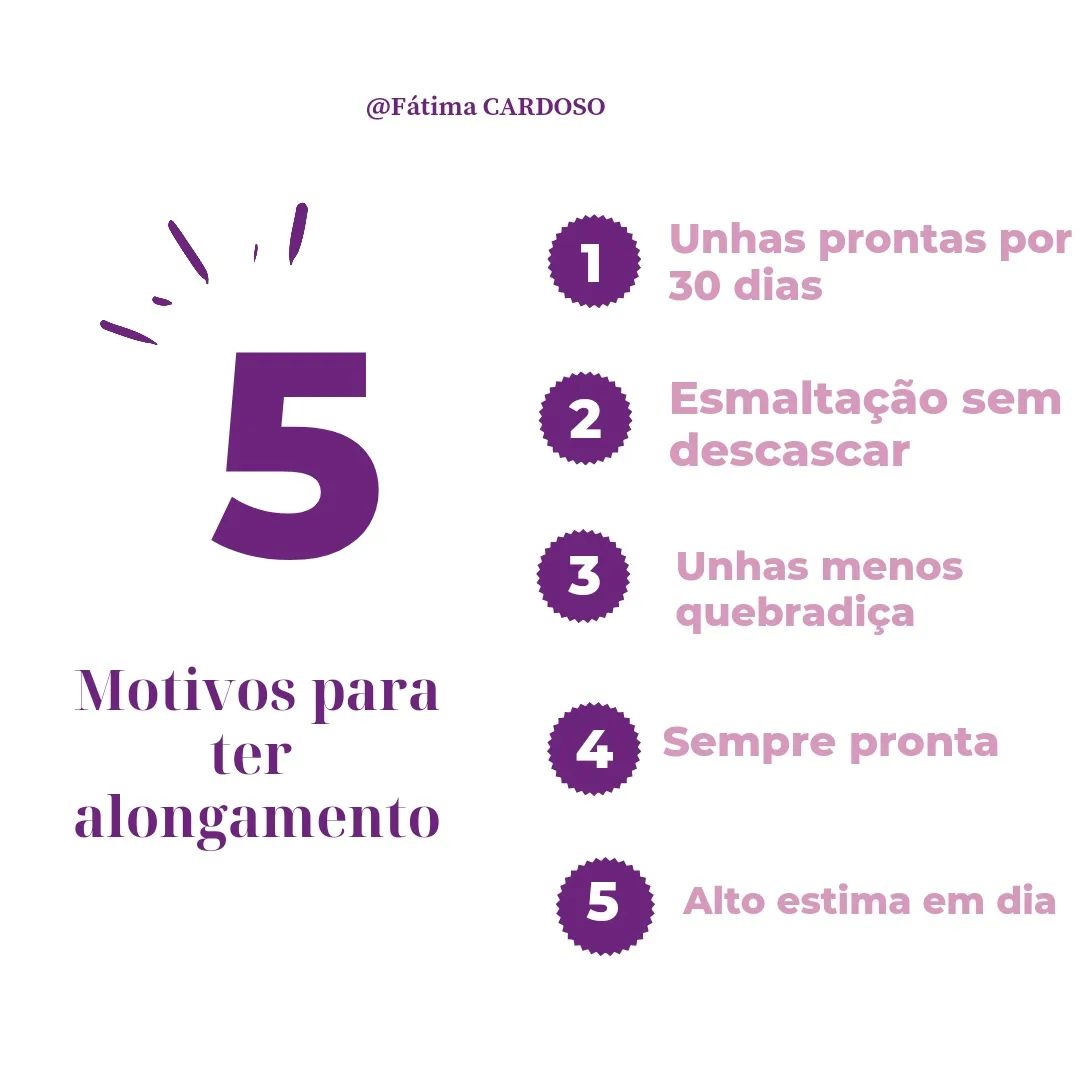 @Fátima CARDOSO
5
Motivos para
ter
alongamento
1
Unhas prontas por
30 dias
2
Esmaltação sem
descascar
3
Unhas menos
quebradiça
4
Sempre pronta
5
Alto estima em dia